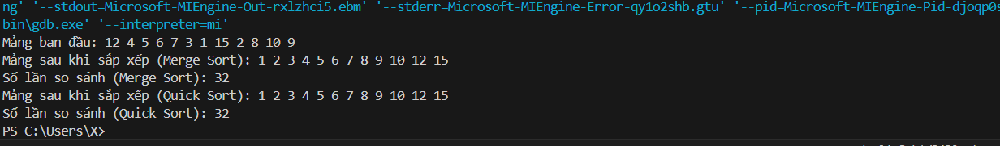 ng' '--stdout=Microsoft-MIEngine-Out-rxlzhci5.ebm' '--stderr=Microsoft-MIEngine-Error-qy1o2shb.gtu' '--pid=Microsoft-MIEngine-Pid-djoqp0s
bin\gdb.exe' '--interpreter=mi'
Mảng ban đầu: 12 4 5 6 7 3 1 15 2 8 10 9
Mảng sau khi sắp xếp (Merge Sort): 1 2 3 4 5 6 7 8 9 10 12 15
Số lần so sánh (Merge Sort): 32
Mảng sau khi sắp xếp (Quick Sort): 1 2 3 4 5 6 7 8 9 10 12 15
Số lần so sánh (Quick Sort): 32
PS C:\Users\X>